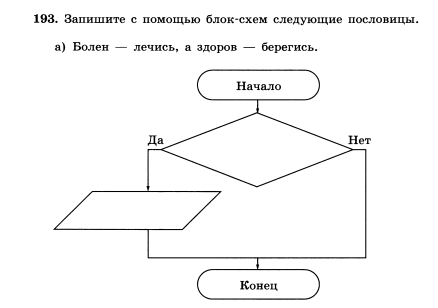 193. Запишите с помощью блок-схем следующие пословицы.
а) Болен — лечись, а здоров — берегись.
Начало
Да
Нет
Конец